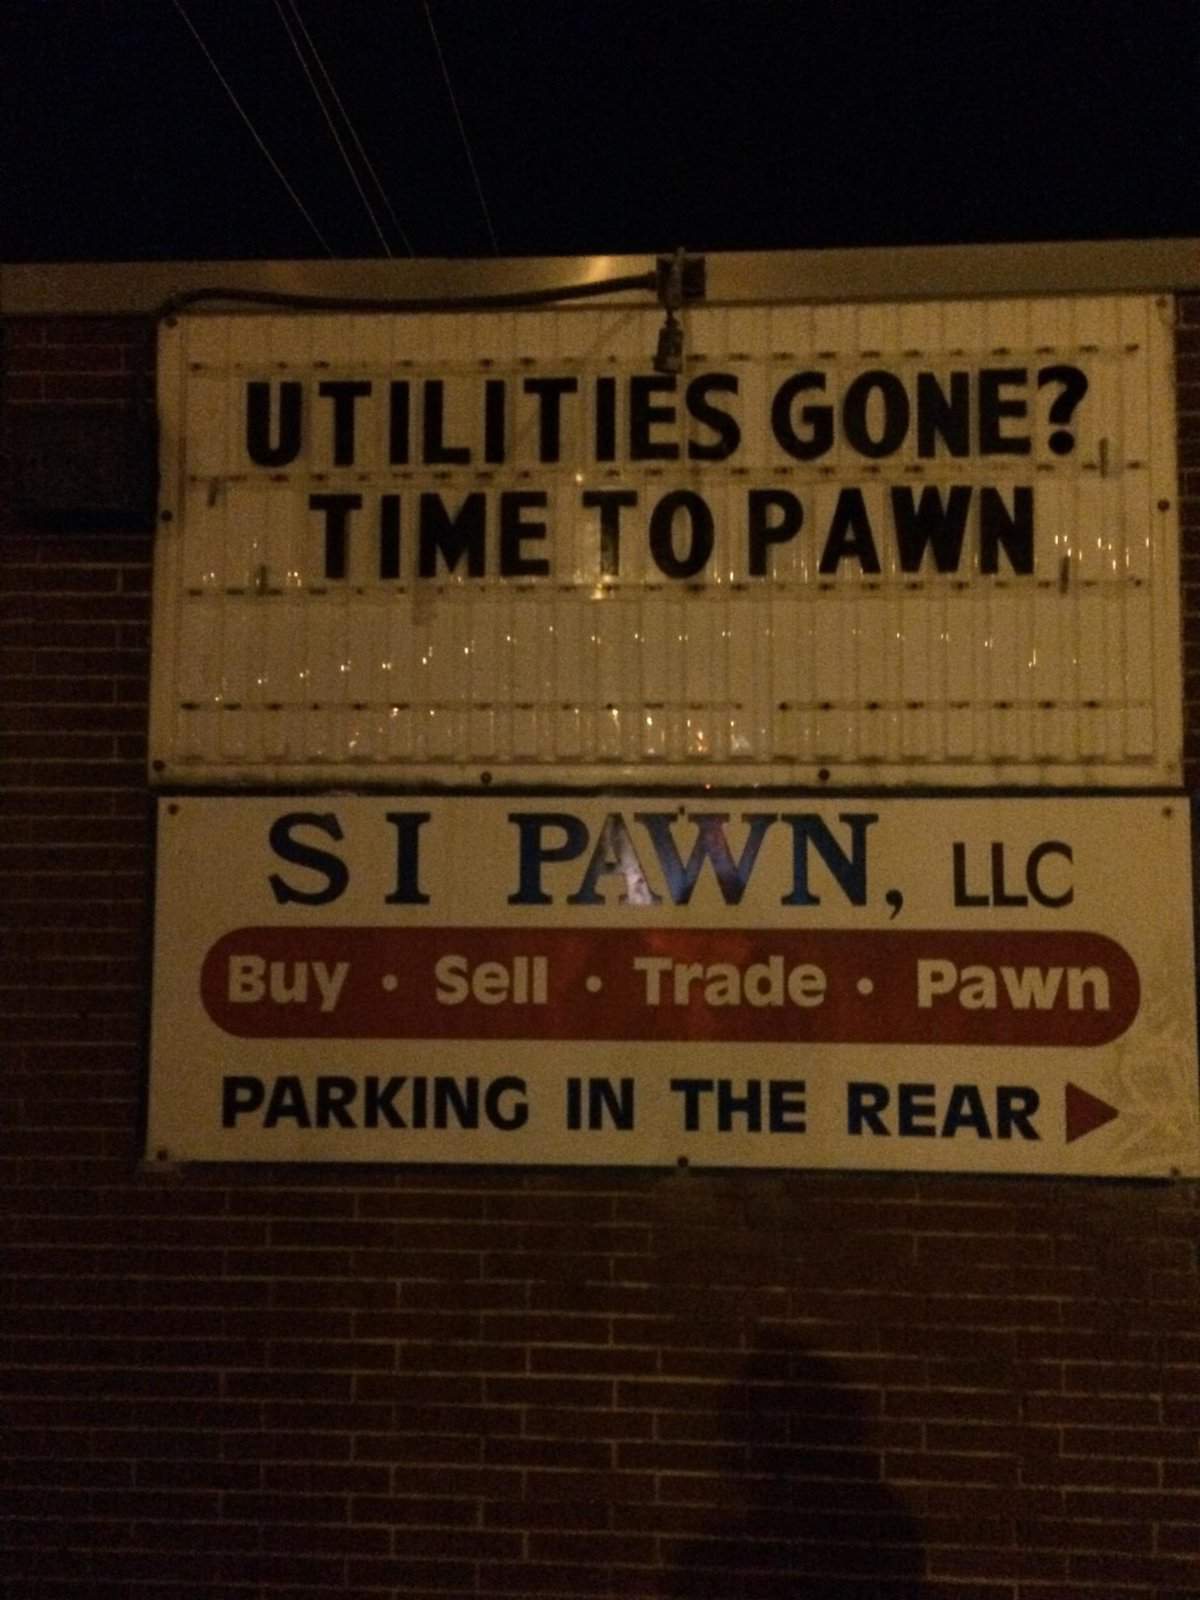 UTILITIES GONE?
TIME TO PAWN
SI PAWN, LLC
Buy • Sell • Trade • Pawn
PARKING IN THE REAR